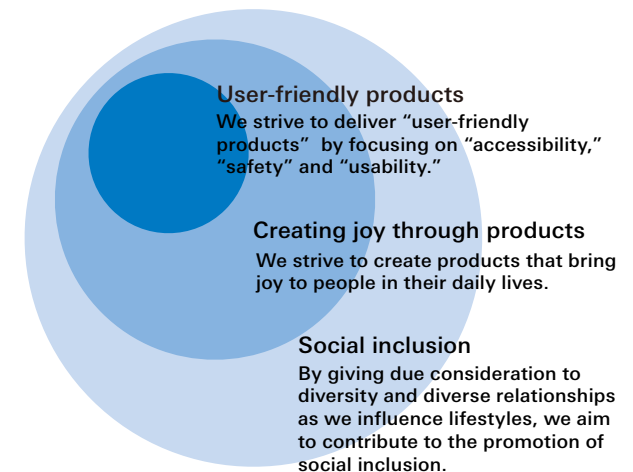 User-friendly products
We strive to deliver “user-friendly
products”  by focusing on “accessibility,”
“safety” and “usability.”
Creating joy through products
We strive to create products that bring
joy to people in their daily lives.
Social inclusion
By giving due consideration to
diversity and diverse relationships
as we influence lifestyles, we aim
to contribute to the promotion of
social inclusion.